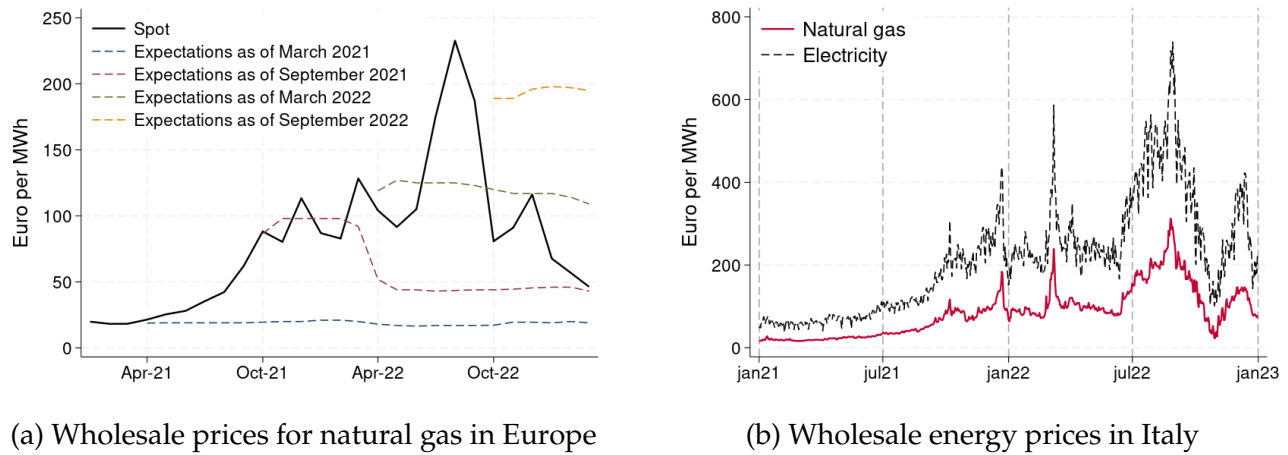 250
200
150
100
50
0
Euro per MWh
Spot
Expectations as of March 2021
Expectations as of September 2021
Expectations as of March 2022
Expectations as of September 2022
Apr-21 Oct-21 Apr-22 Oct-22
(a) Wholesale prices for natural gas in Europe
800
600
400
200
0
Euro per MWh
Natural gas
Electricity
jan21 jul21 jan22 jul22 jan23
(b) Wholesale energy prices in Italy